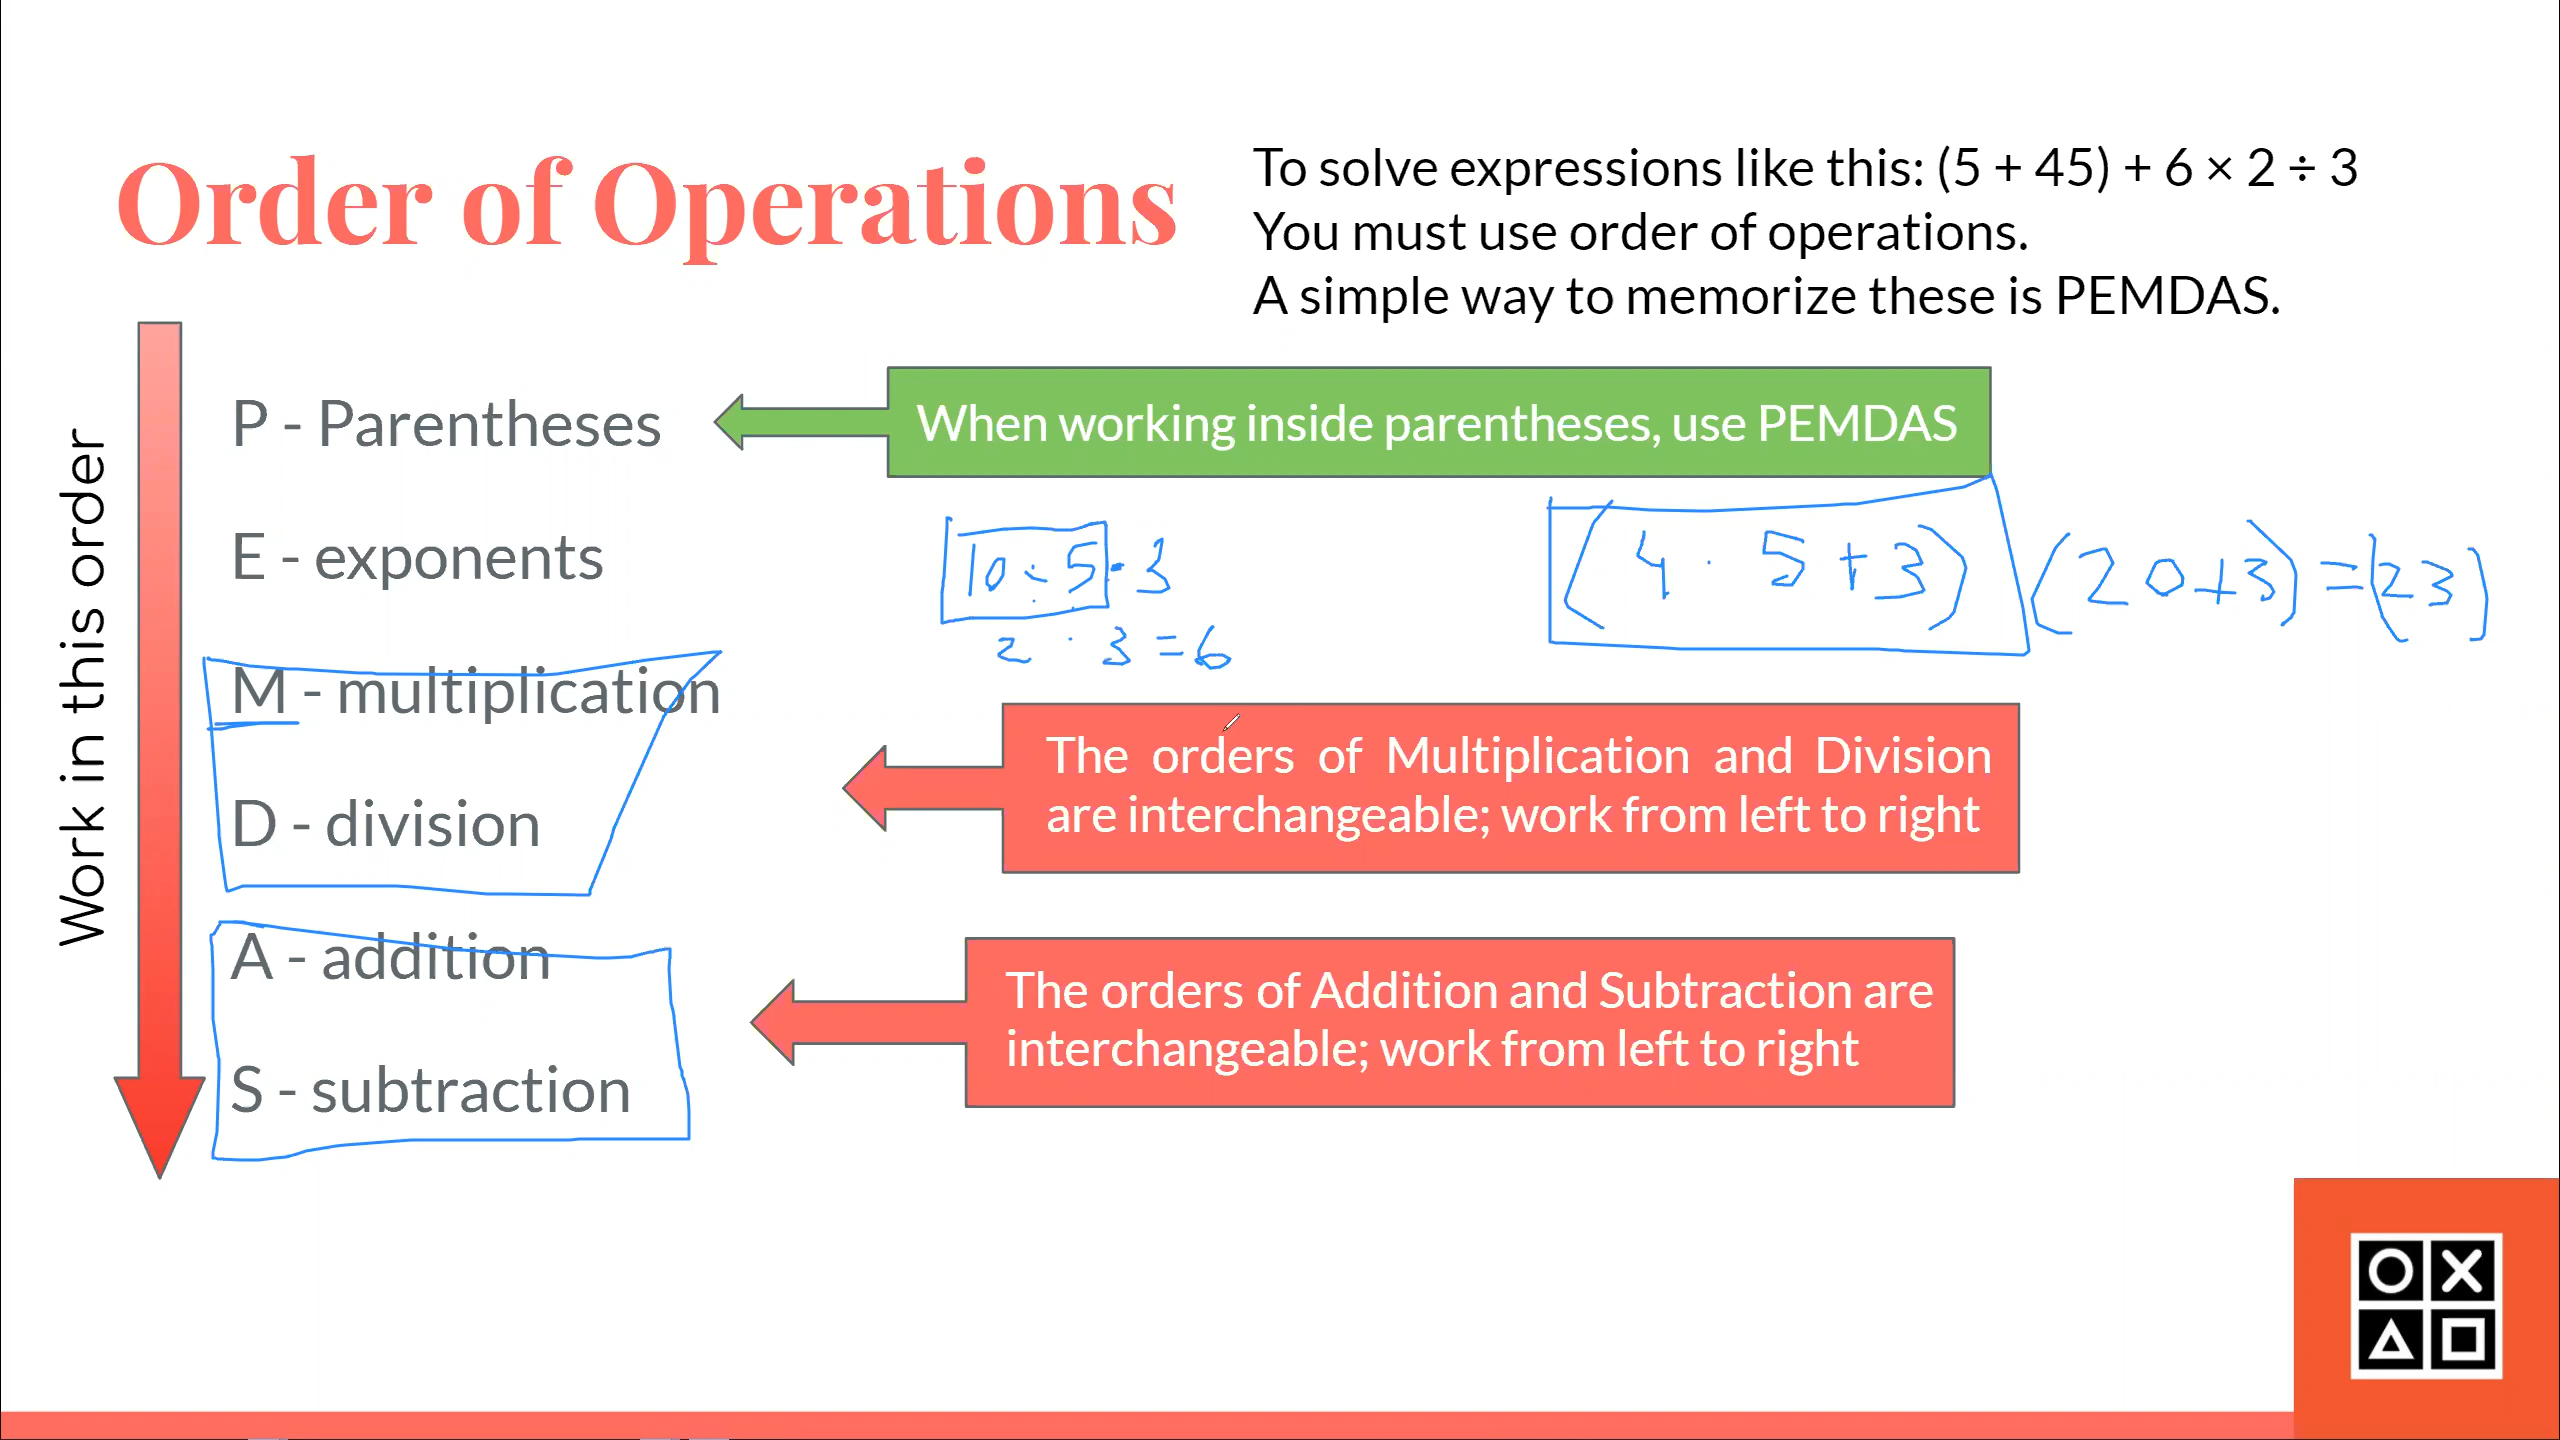 Order of Operations
To solve expressions like this: (5 + 45) + 6 × 2 ÷ 3
You must use order of operations.
A simple way to memorize these is PEMDAS.
Work in this order
P - Parentheses
When working inside parentheses, use PEMDAS
E - exponents
10 ÷ 5 · 3
2 · 3 = 6
(4 · 5 + 3) (20+3) = (23)
M - multiplication
D - division
The orders of Multiplication and Division
are interchangeable; work from left to right
A - addition
S - subtraction
The orders of Addition and Subtraction are
interchangeable; work from left to right